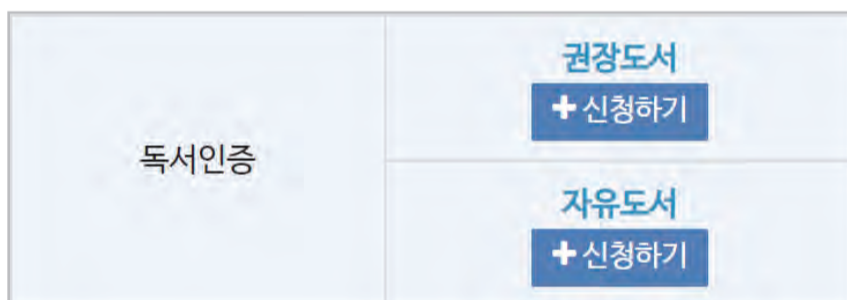 권장도서
+ 신청하기
독서인증
자유도서
+ 신청하기